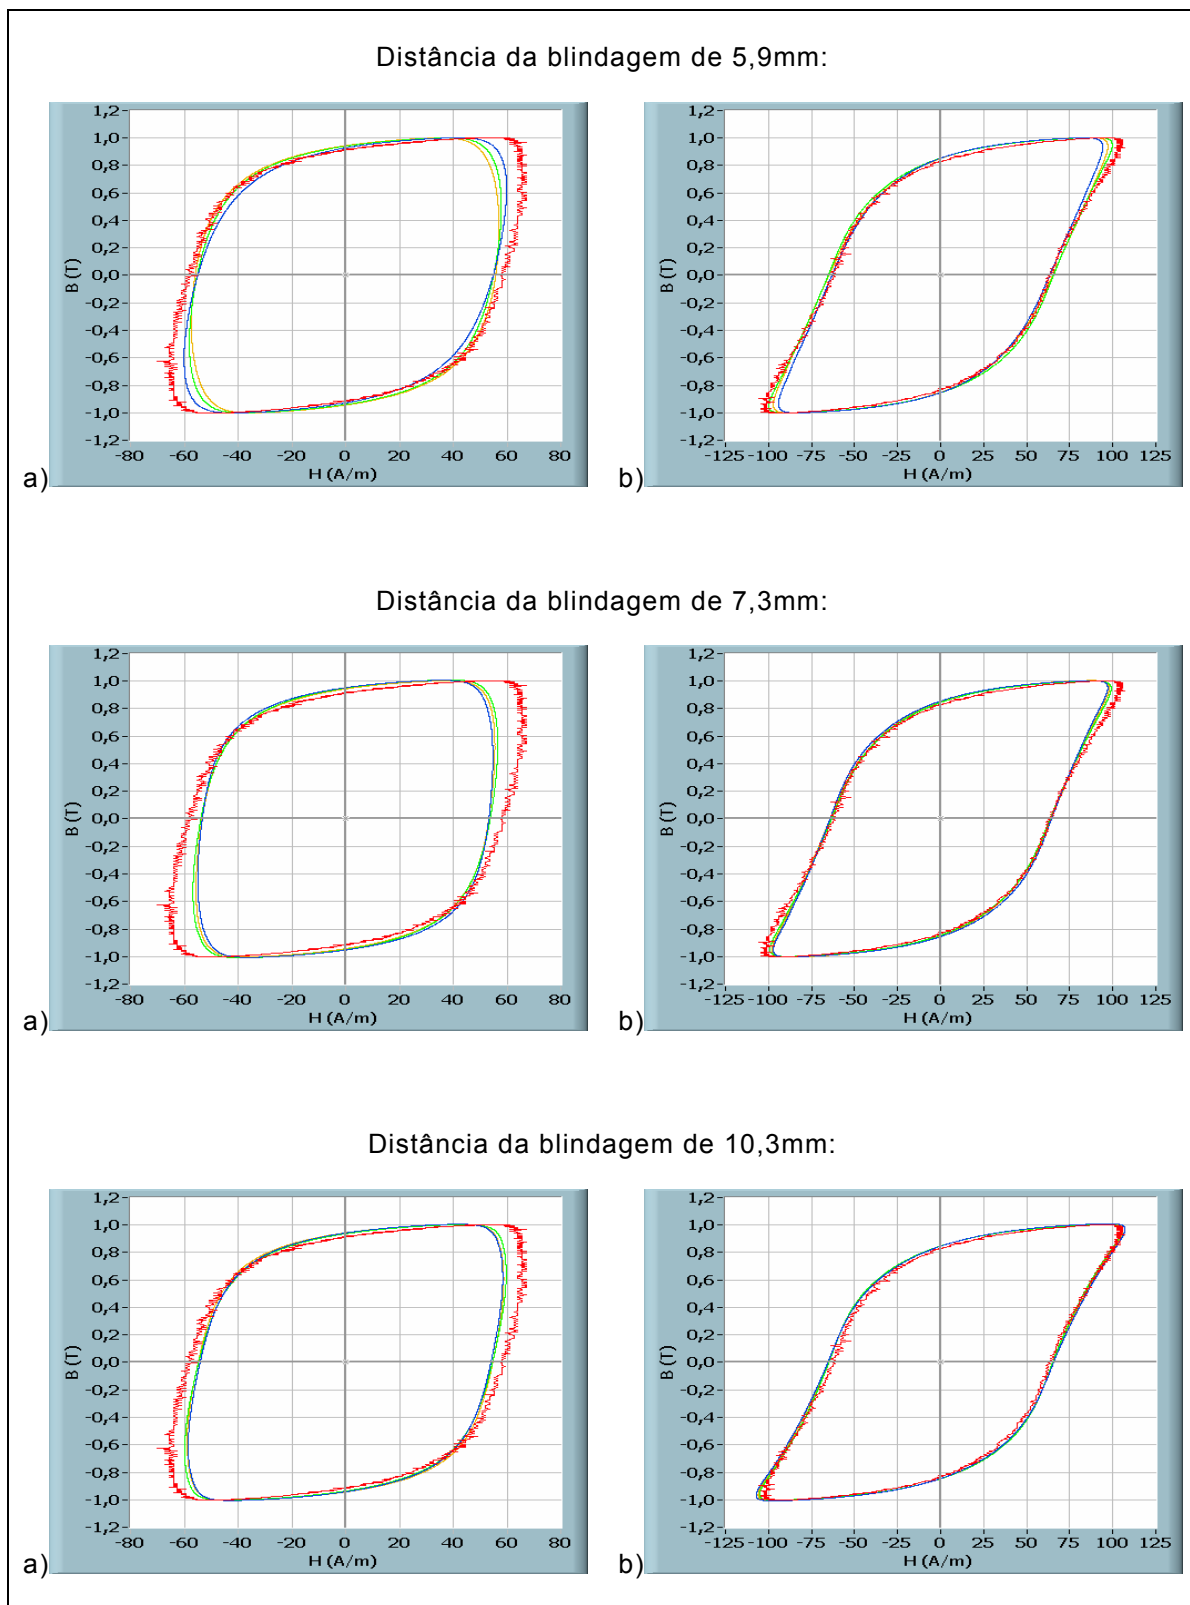 Distância da blindagem de 5,9mm:
1,2
1,0
0,8
0,6
0,4
0,2
0,0
-0,2
-0,4
-0,6
-0,8
-1,0
-1,2
B (T)
-80 -60 -40 -20 0 20 40 60 80
H (A/m)
a)
1,2
1,0
0,8
0,6
0,4
0,2
0,0
-0,2
-0,4
-0,6
-0,8
-1,0
-1,2
B (T)
-125 -100 -75 -50 -25 0 25 50 75 100 125
H (A/m)
b)
Distância da blindagem de 7,3mm:
1,2
1,0
0,8
0,6
0,4
0,2
0,0
-0,2
-0,4
-0,6
-0,8
-1,0
-1,2
B (T)
-80 -60 -40 -20 0 20 40 60 80
H (A/m)
a)
1,2
1,0
0,8
0,6
0,4
0,2
0,0
-0,2
-0,4
-0,6
-0,8
-1,0
-1,2
B (T)
-125 -100 -75 -50 -25 0 25 50 75 100 125
H (A/m)
b)
Distância da blindagem de 10,3mm:
1,2
1,0
0,8
0,6
0,4
0,2
0,0
-0,2
-0,4
-0,6
-0,8
-1,0
-1,2
B (T)
-80 -60 -40 -20 0 20 40 60 80
H (A/m)
a)
1,2
1,0
0,8
0,6
0,4
0,2
0,0
-0,2
-0,4
-0,6
-0,8
-1,0
-1,2
B (T)
-125 -100 -75 -50 -25 0 25 50 75 100 125
H (A/m)
b)